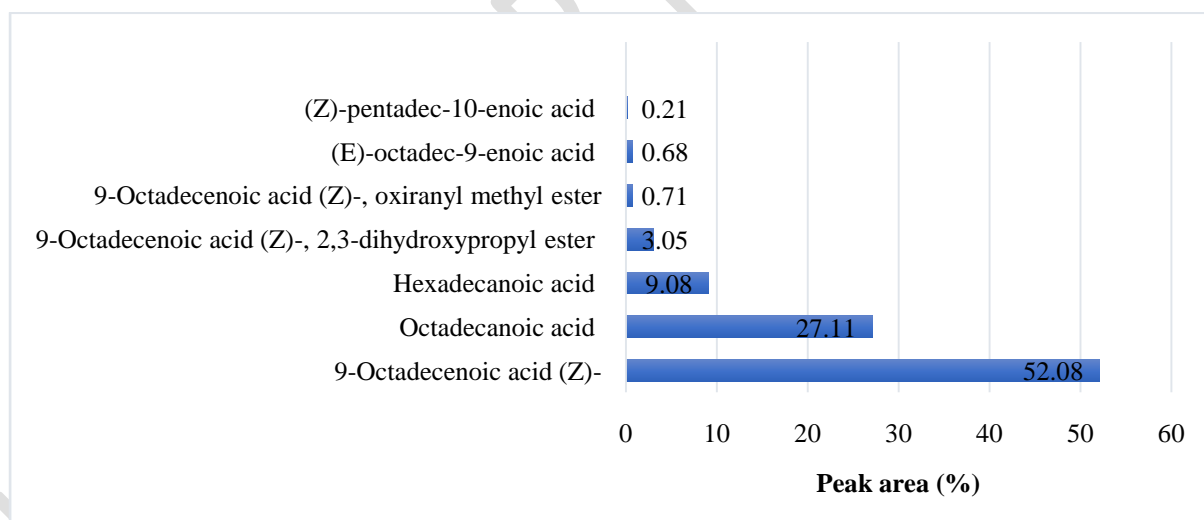 (Z)-pentadec-10-enoic acid 0.21
(E)-octadec-9-enoic acid 0.68
9-Octadecenoic acid (Z)-, oxiranyl methyl ester 0.71
9-Octadecenoic acid (Z)-, 2,3-dihydroxypropyl ester 3.05
Hexadecanoic acid 9.08
Octadecanoic acid 27.11
9-Octadecenoic acid (Z)- 52.08
0 10 20 30 40 50 60
Peak area (%)